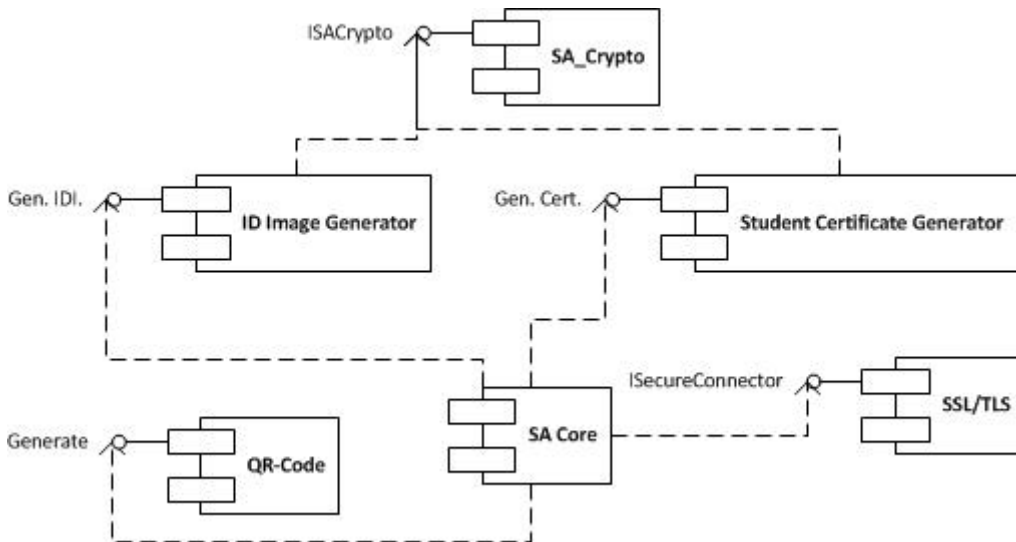 ISACrypto
SA_Crypto
Gen. IDI.
ID Image Generator
Gen. Cert.
Student Certificate Generator
ISecureConnector
SSL/TLS
SA Core
Generate
QR-Code